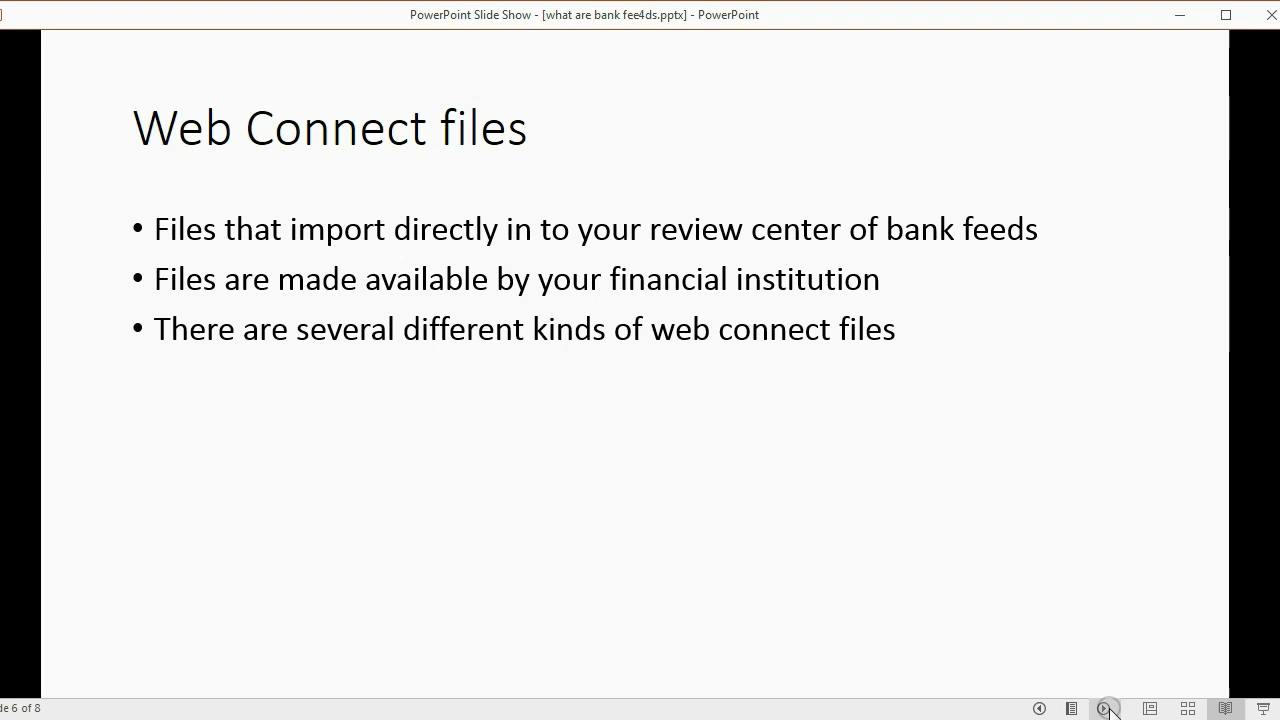 PowerPoint Slide Show - [what are bank fee4ds.pptx] - PowerPoint
Web Connect files
• Files that import directly in to your review center of bank feeds
• Files are made available by your financial institution
• There are several different kinds of web connect files
de 6 of 8